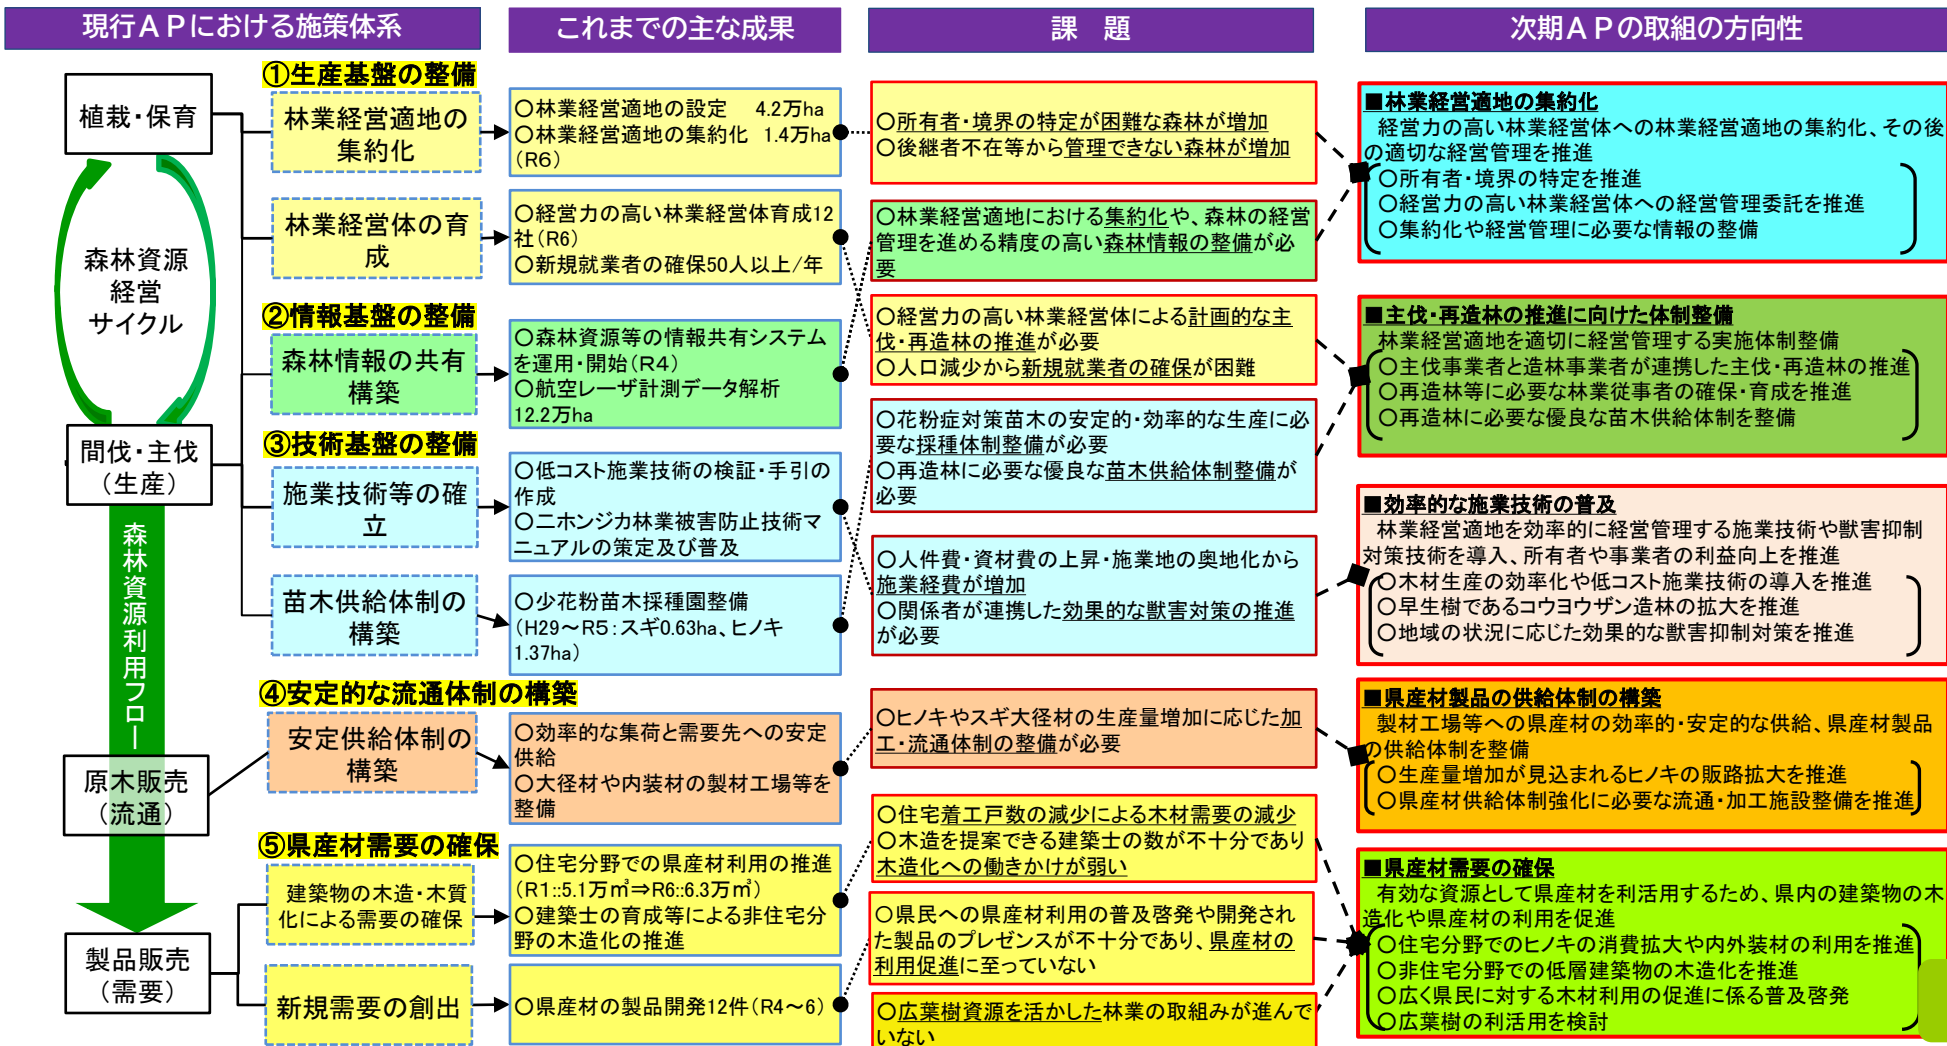 現行APにおける施策体系
これまでの主な成果
課　題
次期APの取組の方向性
植栽・保育
森林資源
経営
サイクル
間伐・主伐
(生産)
森林資源利用フロー
原木販売
(流通)
製品販売
(需要)
①生産基盤の整備
林業経営適地の
集約化
林業経営体の育
成
②情報基盤の整備
森林情報の共有
構築
③技術基盤の整備
施業技術等の確
立
苗木供給体制の
構築
④安定的な流通体制の構築
安定供給体制の
構築
⑤県産材需要の確保
建築物の木造・木質
化による需要の確保
新規需要の創出
〇林業経営適地の設定　4.2万ha
〇林業経営適地の集約化　1.4万ha
(R6)
〇経営力の高い林業経営体育成12
社(R6)
〇新規就業者の確保50人以上/年
〇森林資源等の情報共有システム
を運用・開始(R4)
〇航空レーザ計測データ解析
12.2万ha
〇低コスト施業技術の検証・手引の
作成
〇ニホンジカ林業被害防止技術マ
ニュアルの策定及び普及
〇少花粉苗木採種園整備
(H29～R5:スギ0.63ha、ヒノキ
1.37ha)
〇効率的な集荷と需要先への安定
供給
〇大径材や内装材の製材工場等を
整備
〇住宅分野での県産材利用の推進
(R1::5.1万㎥⇒R6::6.3万㎥)
〇建築士の育成等による非住宅分
野の木造化の推進
〇県産材の製品開発12件(R4～6)
〇所有者・境界の特定が困難な森林が増加
〇後継者不在等から管理できない森林が増加
〇林業経営適地における集約化や、森林の経営
管理を進める精度の高い森林情報の整備が必
要
〇経営力の高い林業経営体による計画的な主
伐・再造林の推進が必要
〇人口減少から新規就業者の確保が困難
〇花粉症対策苗木の安定的・効率的な生産に必
要な採種体制整備が必要
〇再造林に必要な優良な苗木供給体制整備が
必要
〇人件費・資材費の上昇・施業地の奥地化から
施業経費が増加
〇関係者が連携した効果的な獣害対策の推進
が必要
〇ヒノキやスギ大径材の生産量増加に応じた加
工・流通体制の整備が必要
〇住宅着工戸数の減少による木材需要の減少
〇木造を提案できる建築士の数が不十分であり
木造化への働きかけが弱い
〇県民への県産材利用の普及啓発や開発され
た製品のプレゼンスが不十分であり、県産材の
利用促進に至っていない
〇広葉樹資源を活かした林業の取組みが進んで
いない
■林業経営適地の集約化
経営力の高い林業経営体への林業経営適地の集約化、その後
の適切な経営管理を推進
〇所有者・境界の特定を推進
〇経営力の高い林業経営体への経営管理委託を推進
〇集約化や経営管理に必要な情報の整備
■主伐・再造林の推進に向けた体制整備
林業経営適地を適切に経営管理する実施体制整備
〇主伐事業者と造林事業者が連携した主伐・再造林の推進
〇再造林等に必要な林業従事者の確保・育成を推進
〇再造林に必要な優良な苗木供給体制を整備
■効率的な施業技術の普及
林業経営適地を効率的に経営管理する施業技術や獣害抑制
対策技術を導入、所有者や事業者の利益向上を推進
〇木材生産の効率化や低コスト施業技術の導入を推進
〇早生樹であるコウヨウザン造林の拡大を推進
〇地域の状況に応じた効果的な獣害抑制対策を推進
■県産材製品の供給体制の構築
製材工場等への県産材の効率的・安定的な供給、県産材製品
の供給体制を整備
〇生産量増加が見込まれるヒノキの販路拡大を推進
〇県産材供給体制強化に必要な流通・加工施設整備を推進
■県産材需要の確保
有効な資源として県産材を利活用するため、県内の建築物の木
造化や県産材の利用を促進
〇住宅分野でのヒノキの消費拡大や内外装材の利用を推進
〇非住宅分野での低層建築物の木造化を推進
〇広く県民に対する木材利用の促進に係る普及啓発
〇広葉樹の利活用を検討